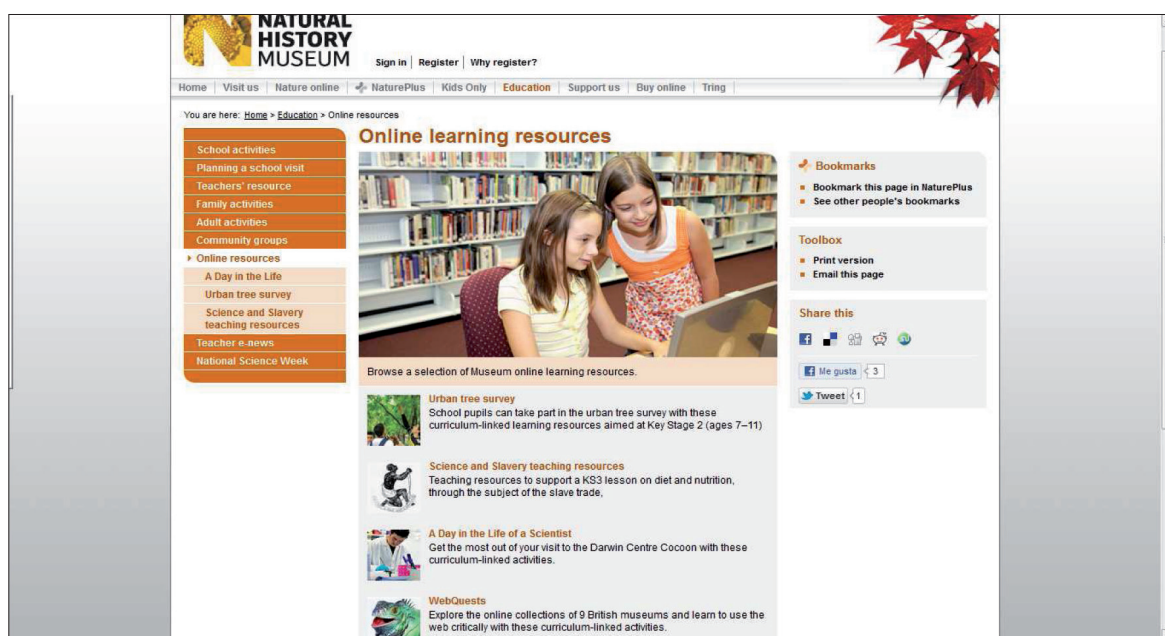 NATURAL
HISTORY
MUSEUM
Sign in | Register | Why register?
Home | Visit us | Nature online | NaturePlus | Kids Only | Education | Support us | Buy online | Tring
You are here: Home > Education > Online resources
School activities
Planning a school visit
Teachers' resource
Family activities
Adult activities
Community groups
Online resources
A Day in the Life
Urban tree survey
Science and Slavery
teaching resources
Teacher e-news
National Science Week
Online learning resources
Browse a selection of Museum online learning resources.
Urban tree survey
School pupils can take part in the urban tree survey with these
curriculum-linked learning resources aimed at Key Stage 2 (ages 7–11)
Science and Slavery teaching resources
Teaching resources to support a KS3 lesson on diet and nutrition,
through the subject of the slave trade,
A Day in the Life of a Scientist
Get the most out of your visit to the Darwin Centre Cocoon with these
curriculum-linked activities.
WebQuests
Explore the online collections of 9 British museums and learn to use the
web critically with these curriculum-linked activities.
Bookmarks
Bookmark this page in NaturePlus
See other people's bookmarks
Toolbox
Print version
Email this page
Share this
Me gusta 3
Tweet 1